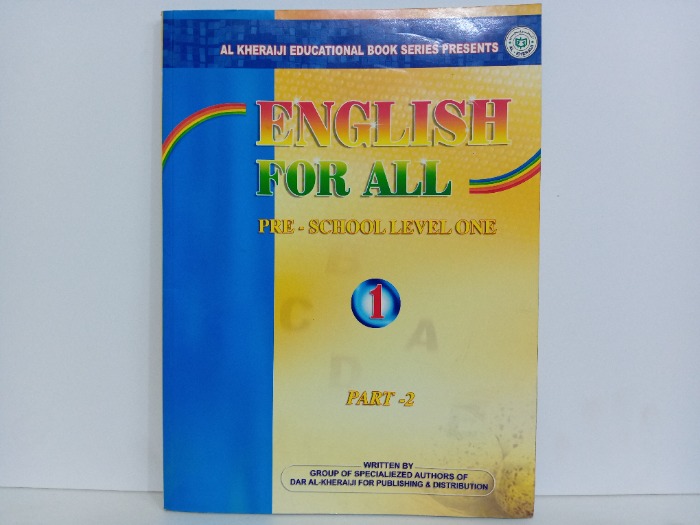 AL KHERAIJI EDUCATIONAL BOOK SERIES PRESENTS
ENGLISH
FOR ALL
PRE - SCHOOL LEVEL ONE
B
C
A
D
1
PART -2
WRITTEN BY
GROUP OF SPECIALIEZED AUTHORS OF
DAR AL-KHERAIJI FOR PUBLISHING & DISTRIBUTION